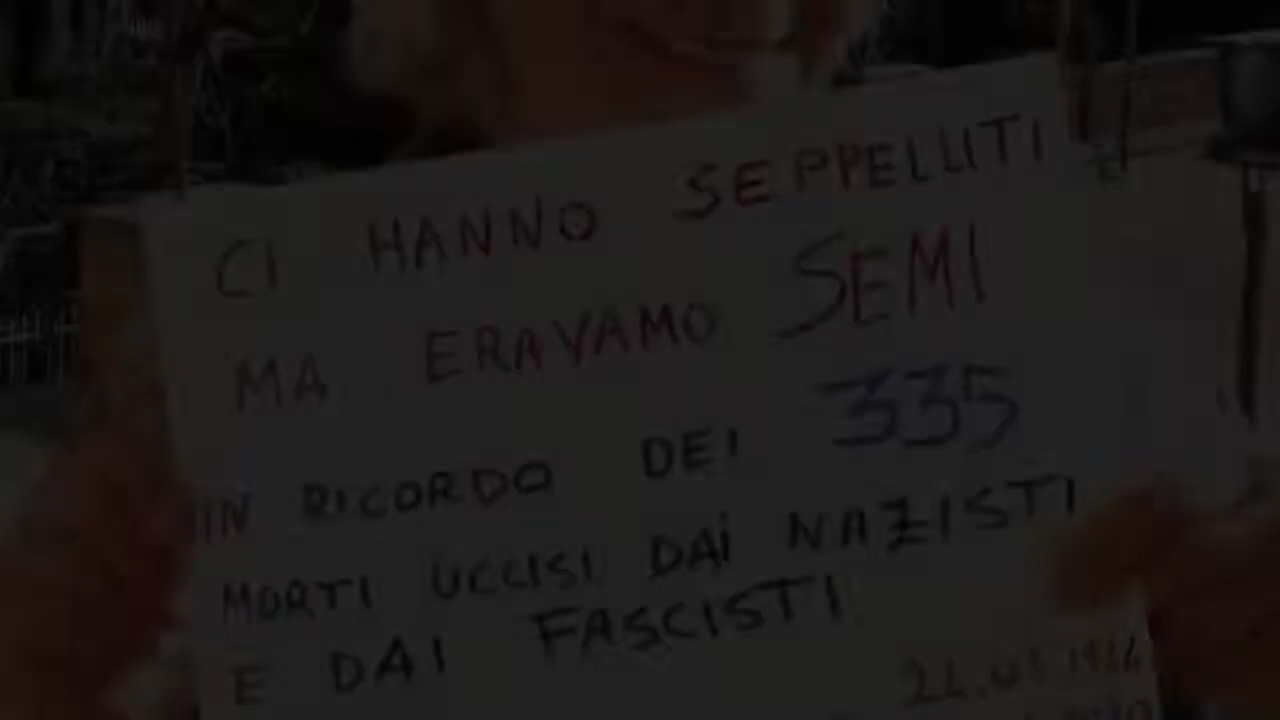 CI HANNO SEPPELLITI
MA ERAVAMO SEMI
IN RICORDO DEI 335
MORTI UCCISI DAI NAZISTI
E DAI FASCISTI